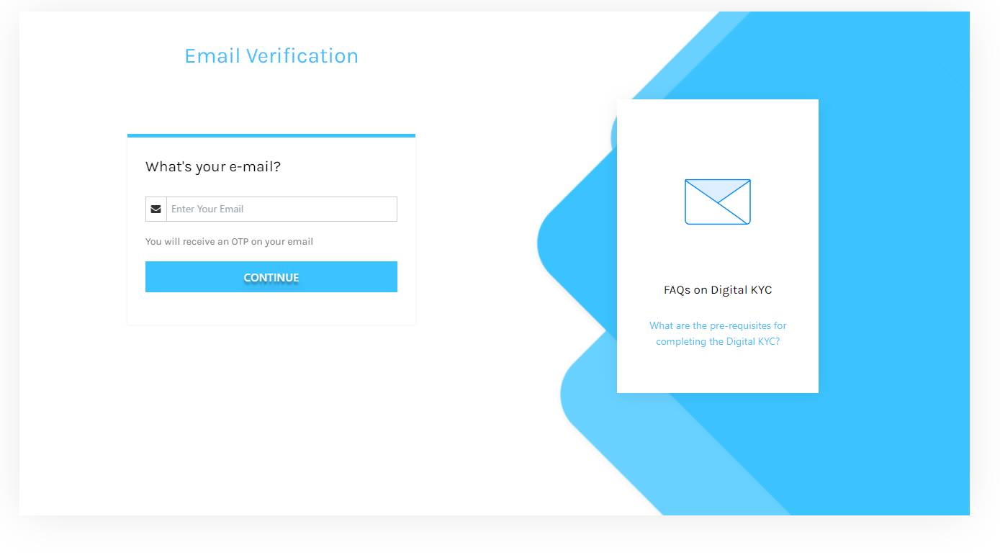 Email Verification
What's your e-mail?
Enter Your Email
You will receive an OTP on your email
CONTINUE
FAQs on Digital KYC
What are the pre-requisites for
completing the Digital KYC?